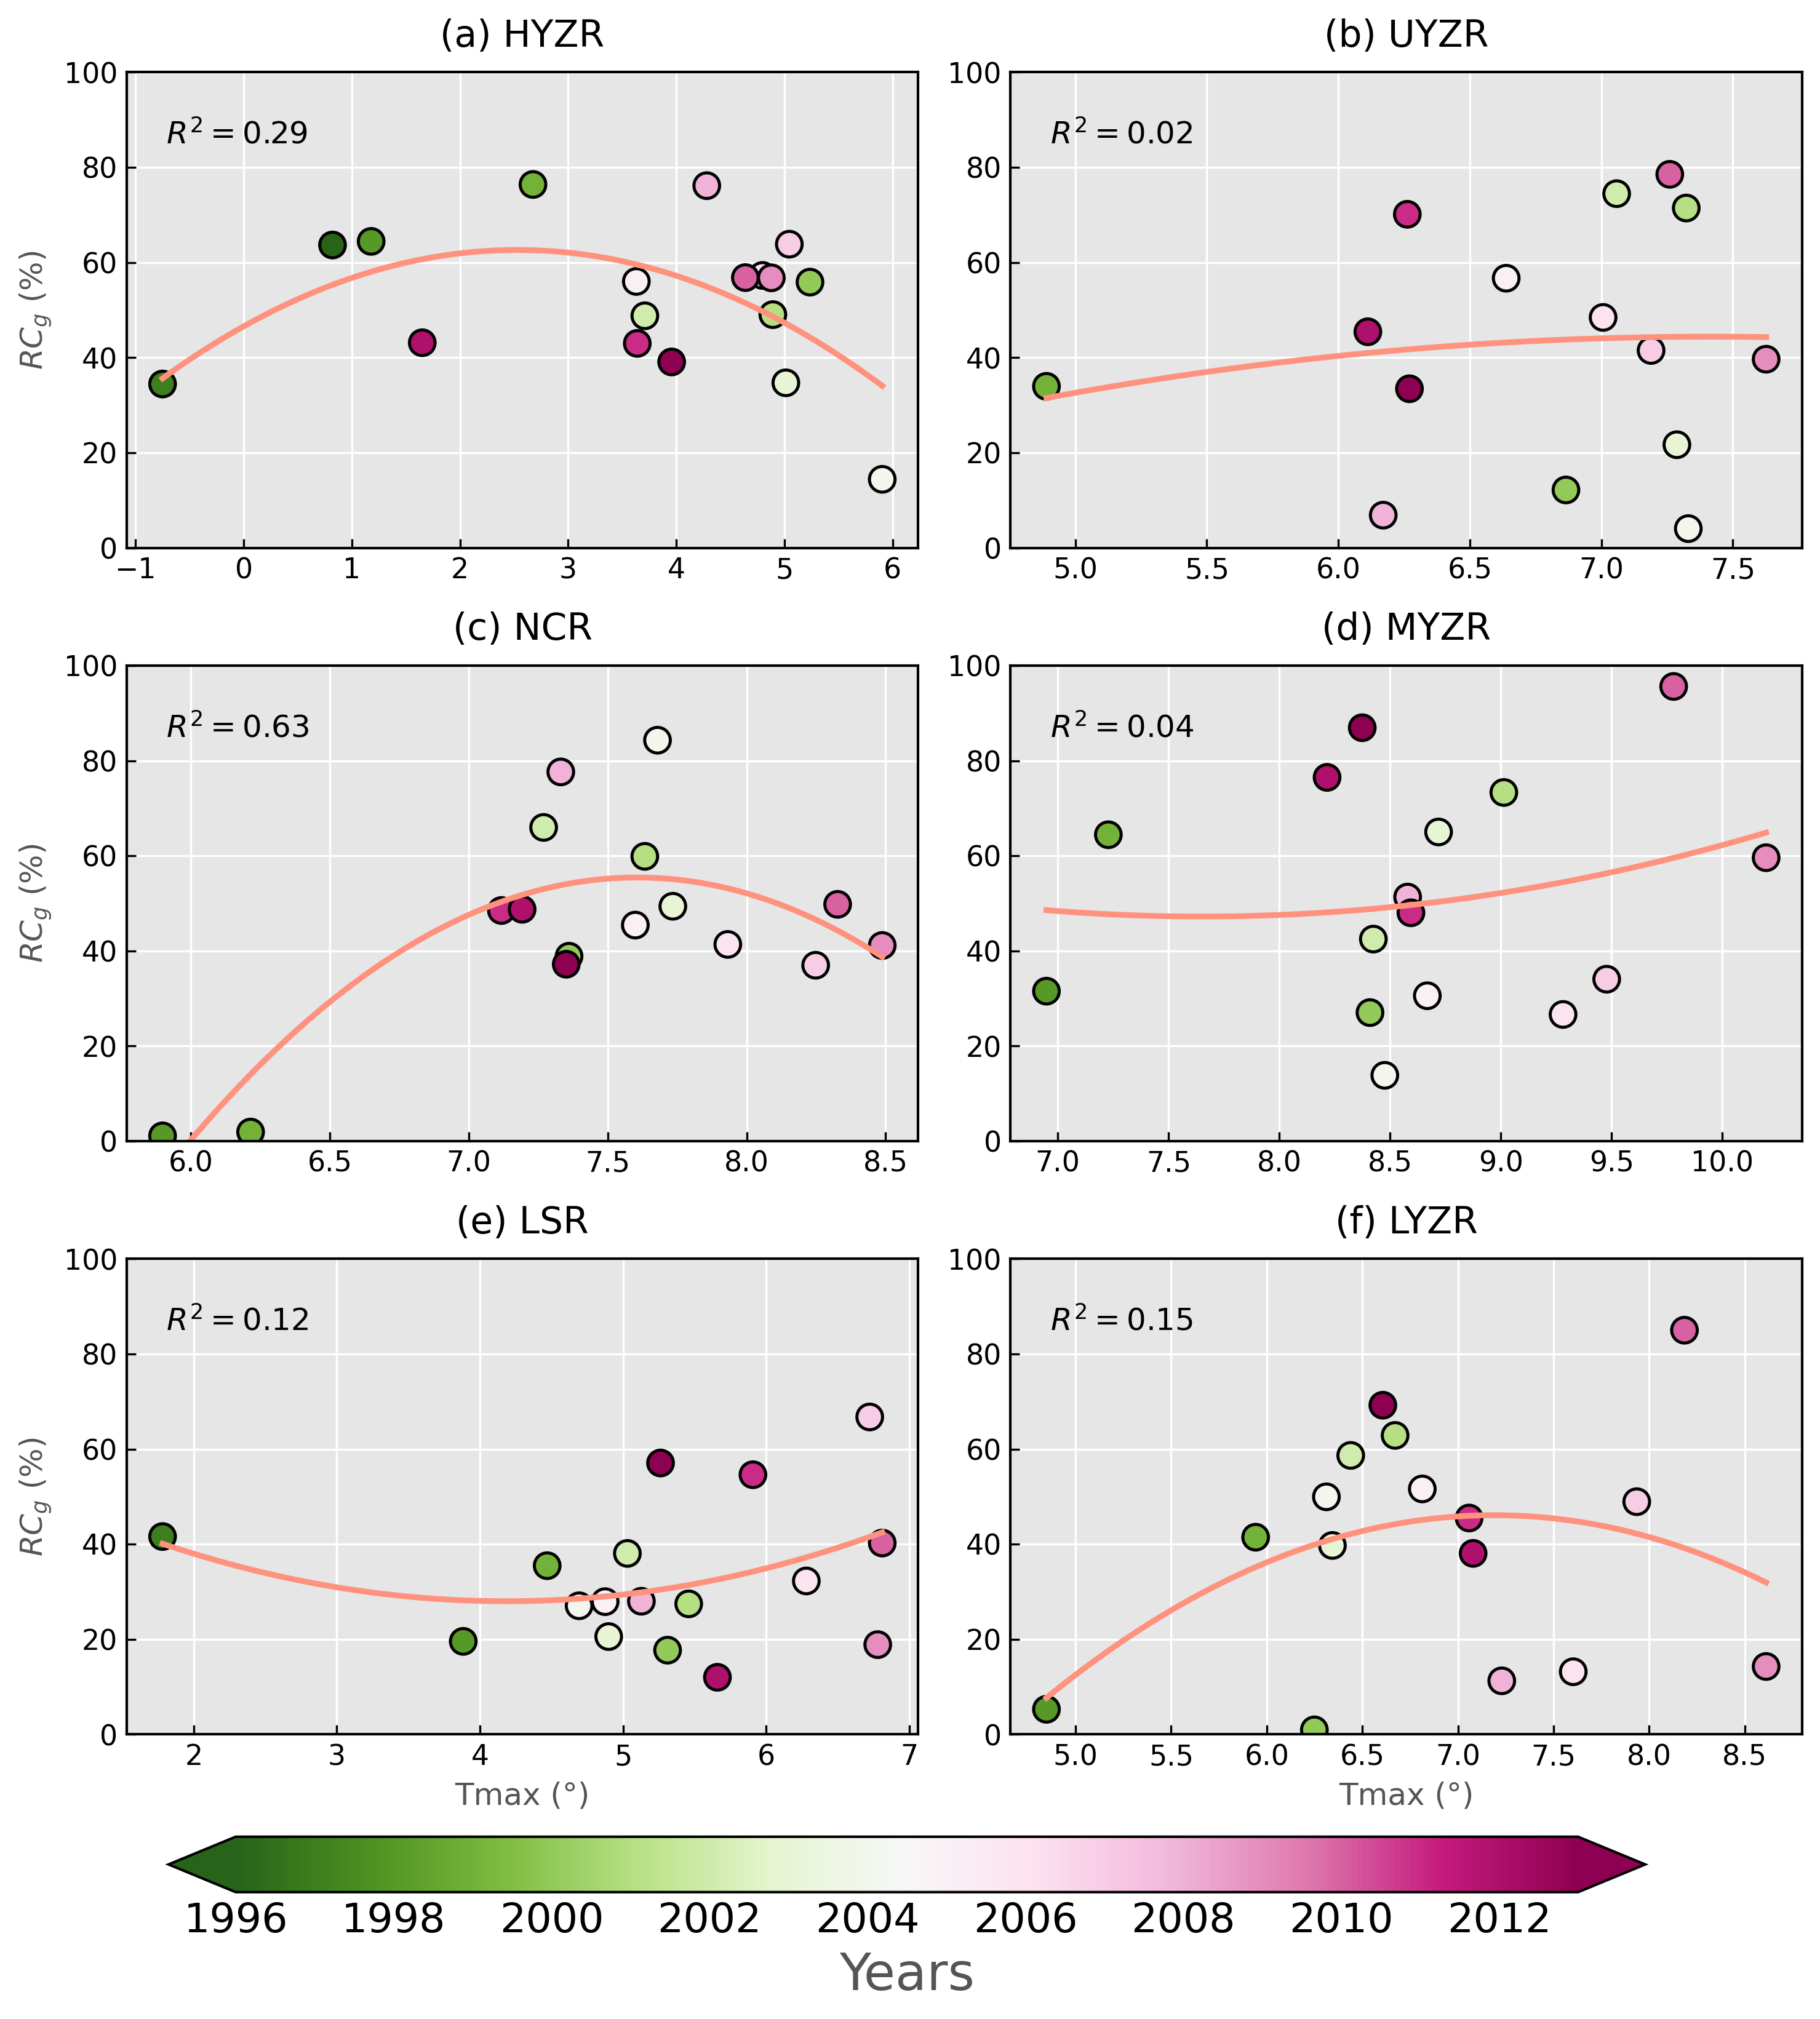 (a) HYZR
(b) UYZR
100
80
60
40
20
0
R² = 0.29
RCg (%)
−1 0 1 2 3 4 5 6
100
80
60
40
20
0
R² = 0.02
5.0 5.5 6.0 6.5 7.0 7.5
(c) NCR
(d) MYZR
100
80
60
40
20
0
R² = 0.63
RCg (%)
6.0 6.5 7.0 7.5 8.0 8.5
100
80
60
40
20
0
R² = 0.04
7.0 7.5 8.0 8.5 9.0 9.5 10.0
(e) LSR
(f) LYZR
100
80
60
40
20
0
R² = 0.12
RCg (%)
2 3 4 5 6 7
Tmax (°)
100
80
60
40
20
0
R² = 0.15
5.0 5.5 6.0 6.5 7.0 7.5 8.0 8.5
Tmax (°)
1996 1998 2000 2002 2004 2006 2008 2010 2012
Years